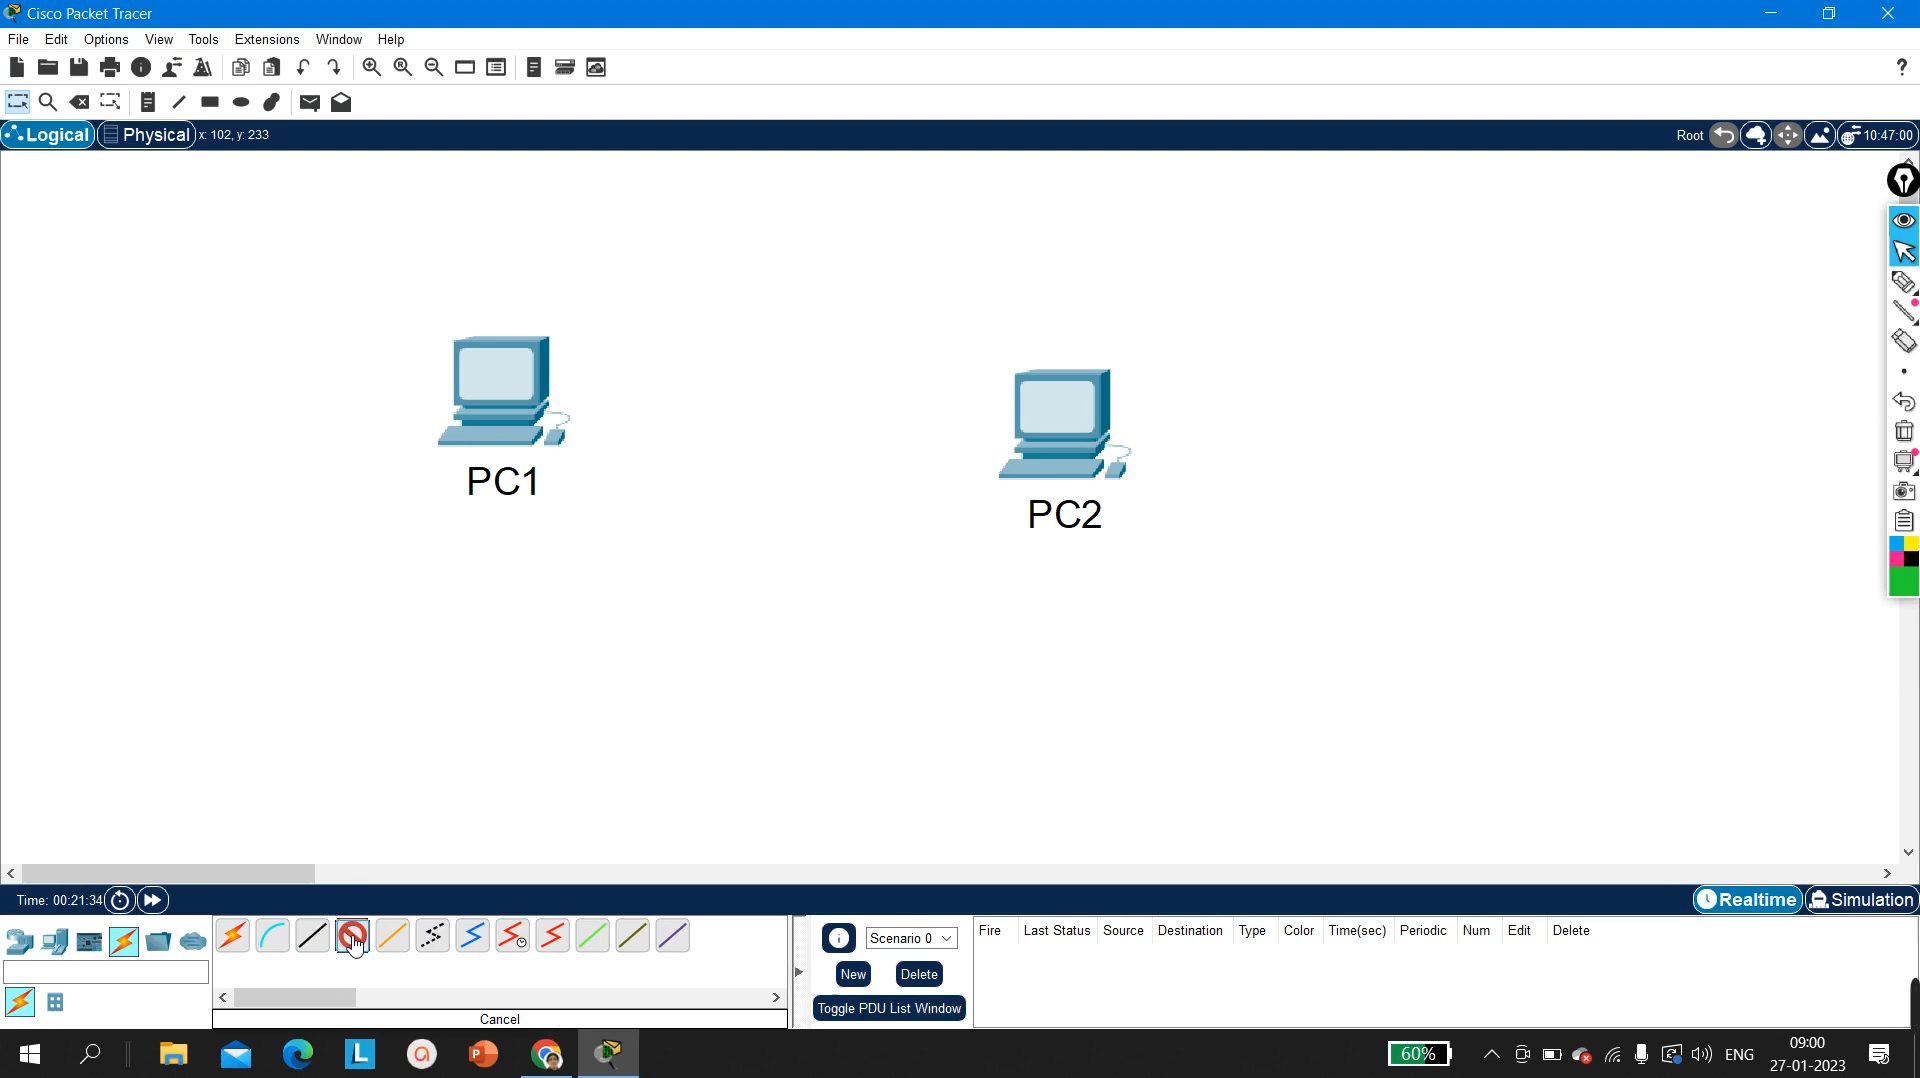 Cisco Packet Tracer
File Edit Options View Tools Extensions Window Help
?
Logical Physical x: 102, y: 233 Root 10:47:00
PC1
PC2
Time: 00:21:34 Realtime Simulation
Scenario 0 Fire Last Status Source Destination Type Color Time(sec) Periodic Num Edit Delete
New Delete
Toggle PDU List Window
Cancel
60% ENG 09:00
27-01-2023